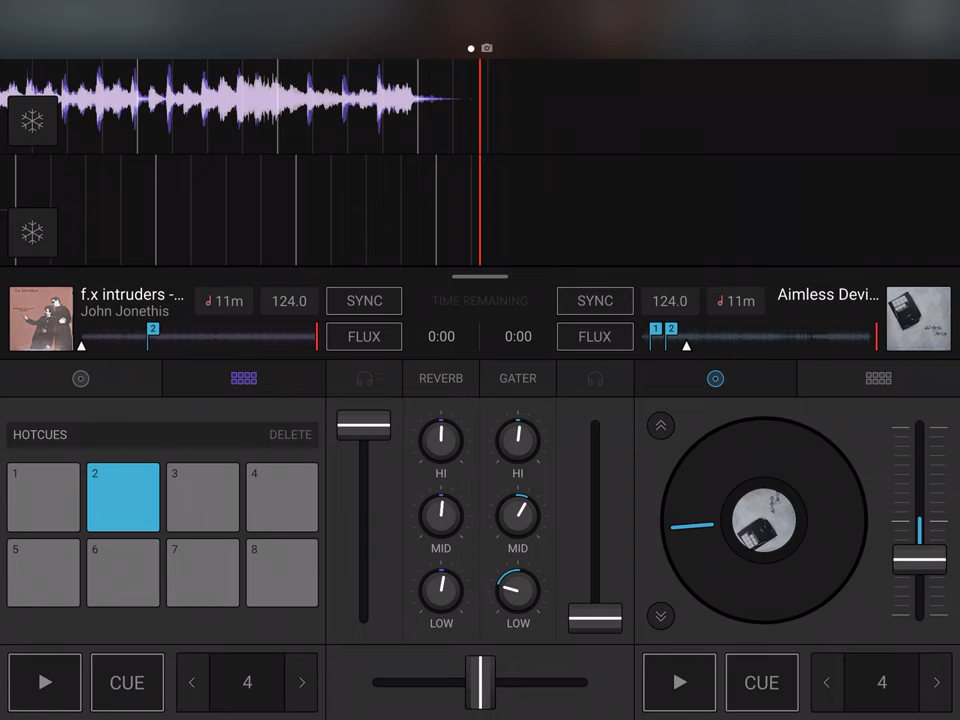 f.x intruders -...
John Jonethis
2
11m
124.0
SYNC
FLUX
TIME REMAINING
0:00
0:00
SYNC
FLUX
124.0
11m
Aimless Devi...
1
2
REVERB
GATER
HOTCUES
DELETE
1
2
3
4
5
6
7
8
HI
HI
MID
MID
LOW
LOW
CUE
4
CUE
4